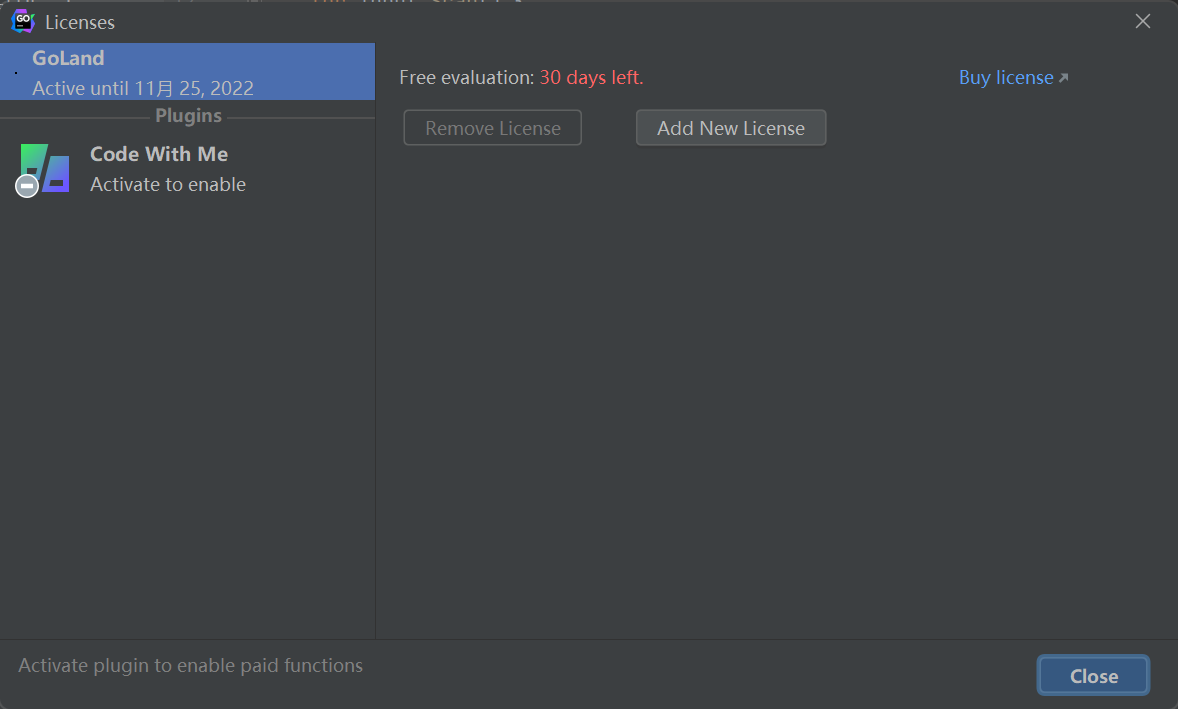 Licenses
GoLand
Active until 11月 25, 2022
Plugins
Code With Me
Activate to enable
Free evaluation: 30 days left.
Buy license
Remove License
Add New License
Activate plugin to enable paid functions
Close